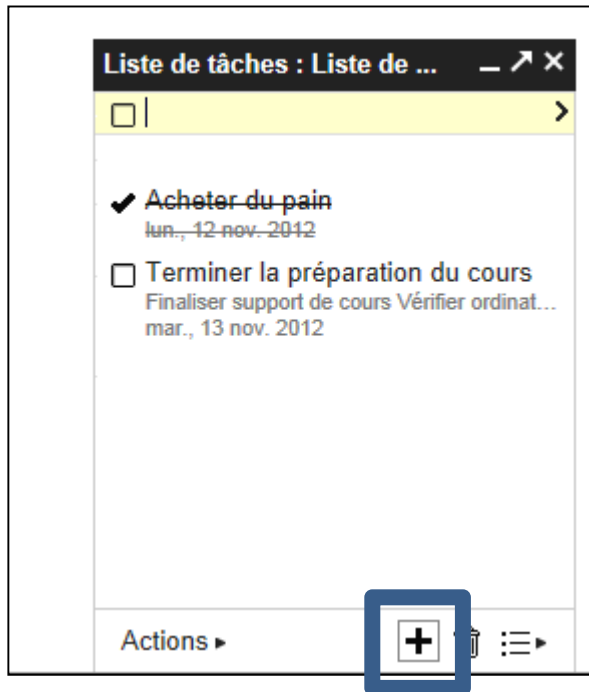 Liste de tâches : Liste de ...
Acheter du pain
lun., 12 nov. 2012
Terminer la préparation du cours
Finaliser support de cours Vérifier ordinat...
mar., 13 nov. 2012
Actions